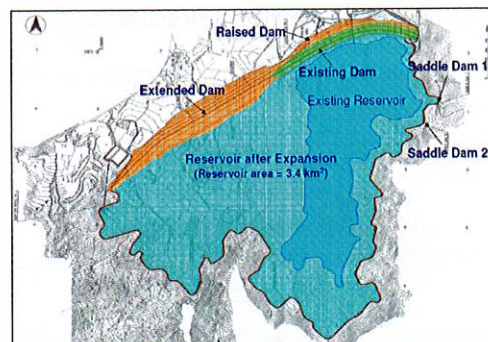 Raised Dam
Saddle Dam 1
Existing Dam
Extended Dam
Existing Reservoir
Saddle Dam 2
Reservoir after Expansion
(Reservoir area = 3.4 km²)